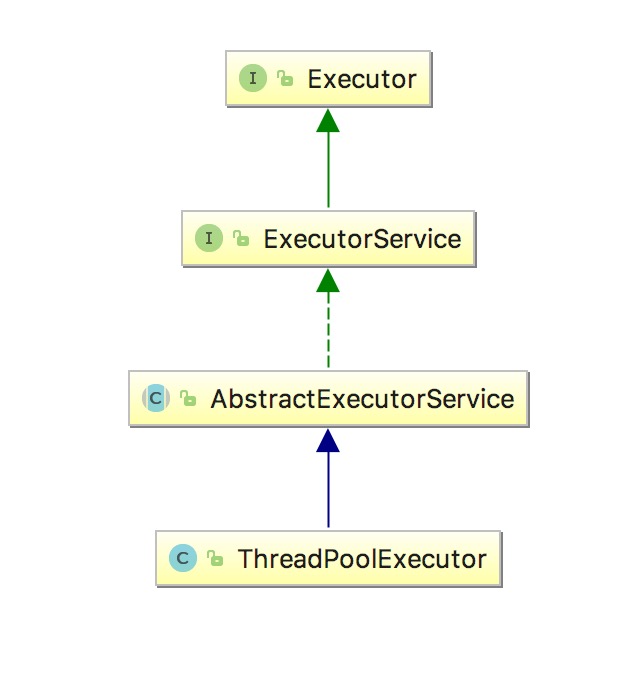 I Executor
I ExecutorService
C AbstractExecutorService
C ThreadPoolExecutor